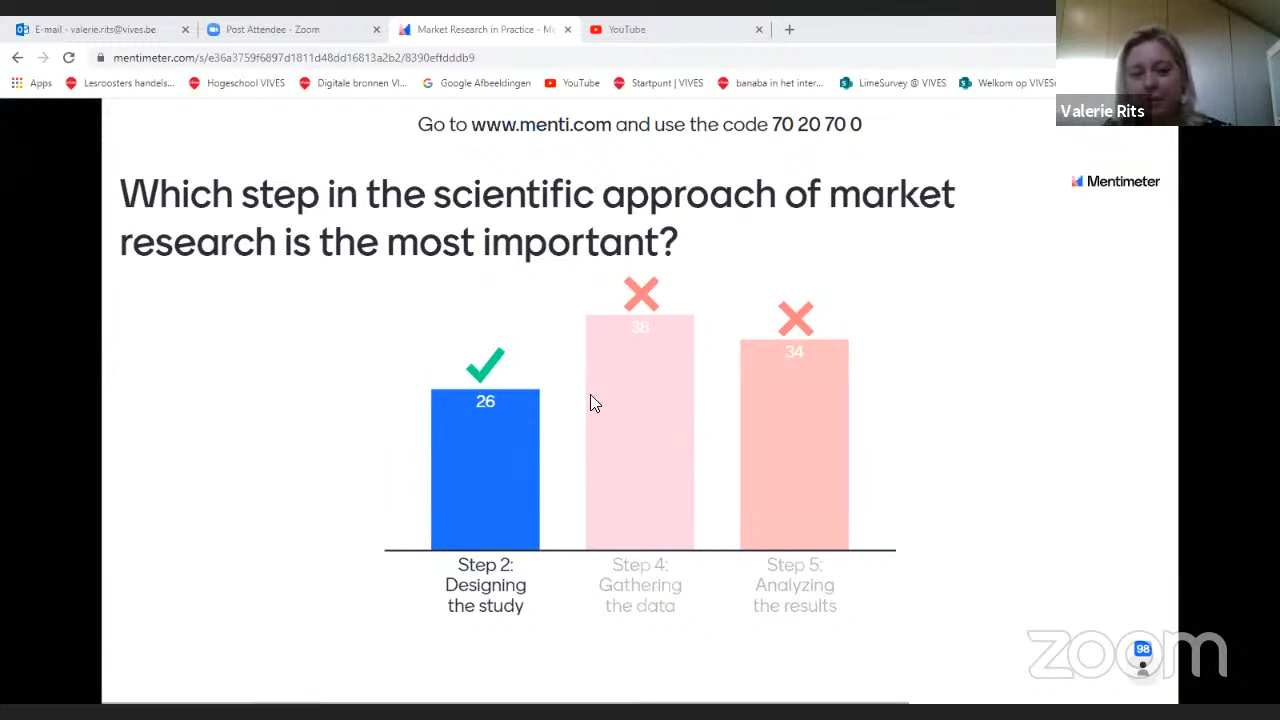 E-mail - valerie.rits@vives.be
Post Attendee - Zoom
Market Research in Practice - Me
YouTube
mentimeter.com/s/e36a3759f6897d1811d48dd16813a2b2/8390effdddb9
Apps
Lesroosters handels...
Hogeschool VIVES
Digitale bronnen VI...
Google Afbeeldingen
YouTube
Startpunt | VIVES
banaba in het inter...
LimeSurvey @ VIVES
Welkom op VIVES
Valerie Rits
Go to www.menti.com and use the code 70 20 70 0
Mentimeter
Which step in the scientific approach of market
research is the most important?
26
38
34
Step 2:
Designing
the study
Step 4:
Gathering
the data
Step 5:
Analyzing
the results
zoom
98